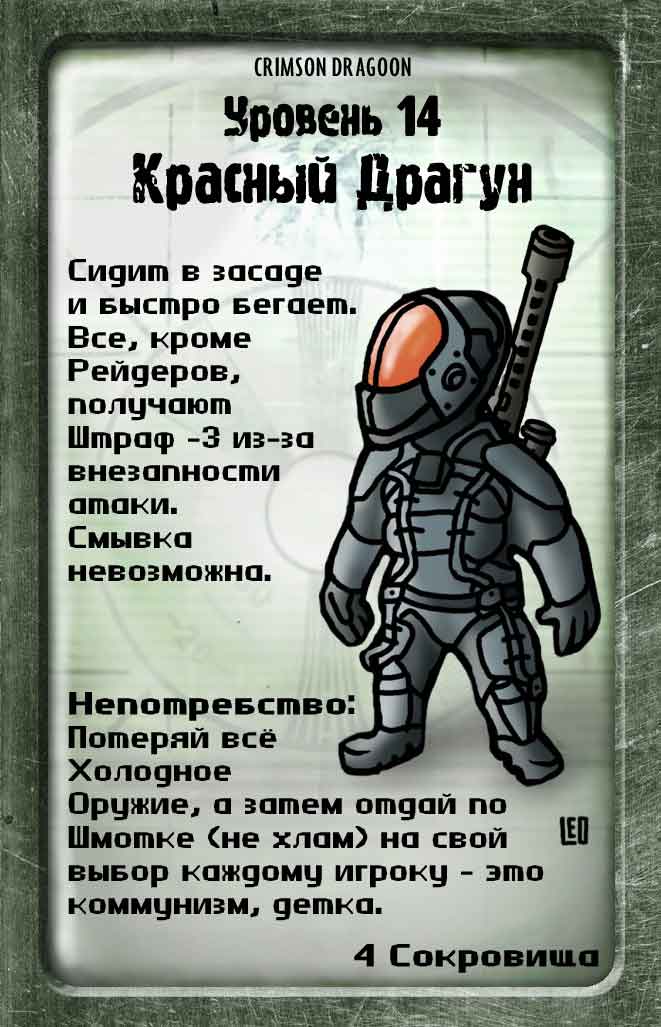 CRIMSON DRAGOON
Уровень 14
Красный Драгун
Сидит в засаде
и быстро бегает.
Все, кроме
Рейдеров,
получают
Штраф -3 из-за
внезапности
атаки.
Смывка
невозможна.
Непотребство:
Потеряй всё
Холодное
Оружие, а затем отдай по
Шмотке (не хлам) на свой
выбор каждому игроку - это
коммунизм, детка.
LEO
4 Сокровища